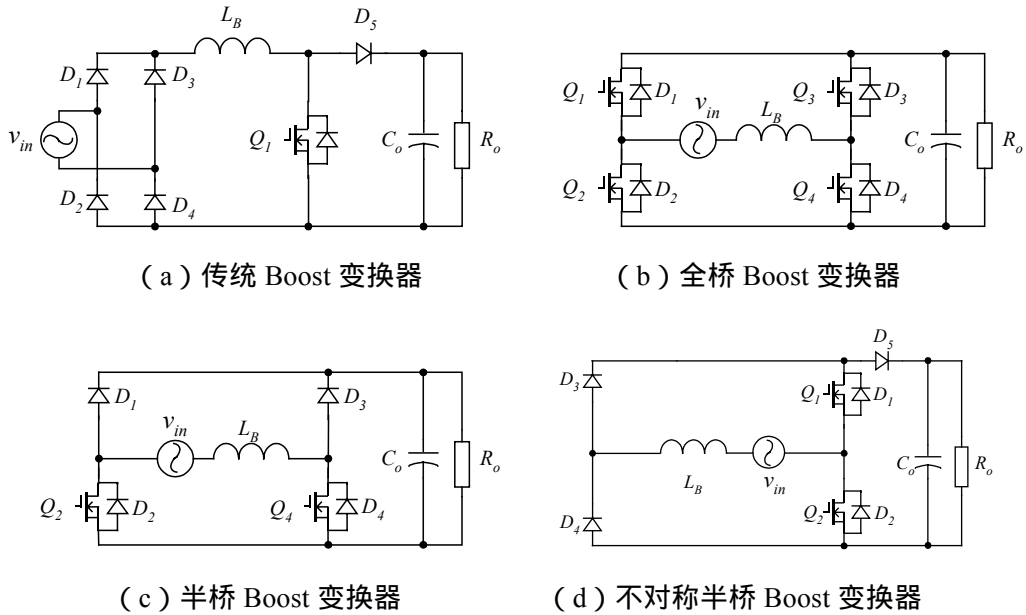 L_B D_5
D_1 D_3
v_in Q_1 C_o R_o
D_2 D_4
(a)传统 Boost 变换器
Q_1 D_1 v_in L_B Q_3 D_3
C_o R_o
Q_2 D_2 Q_4 D_4
(b)全桥 Boost 变换器
D_1 D_3
v_in L_B
C_o R_o
Q_2 D_2 Q_4 D_4
(c)半桥 Boost 变换器
D_5
D_3 Q_1 D_1
L_B v_in C_o R_o
D_4 Q_2 D_2
(d)不对称半桥 Boost 变换器